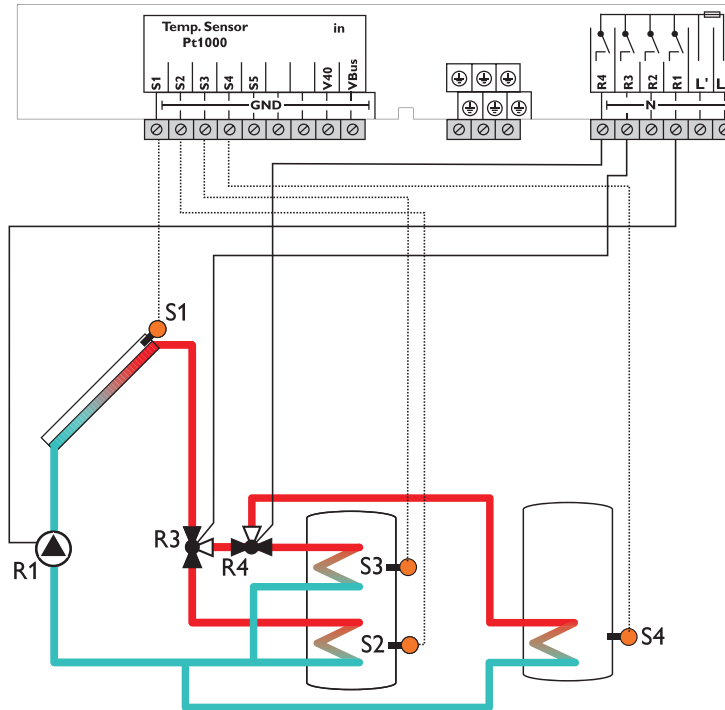 Temp. Sensor in
Pt1000
S1 S2 S3 S4 S5 V40 VBus
GND
R4 R3 R2 R1 L' L
N
S1
R3
R4
R1
S3
S2
S4